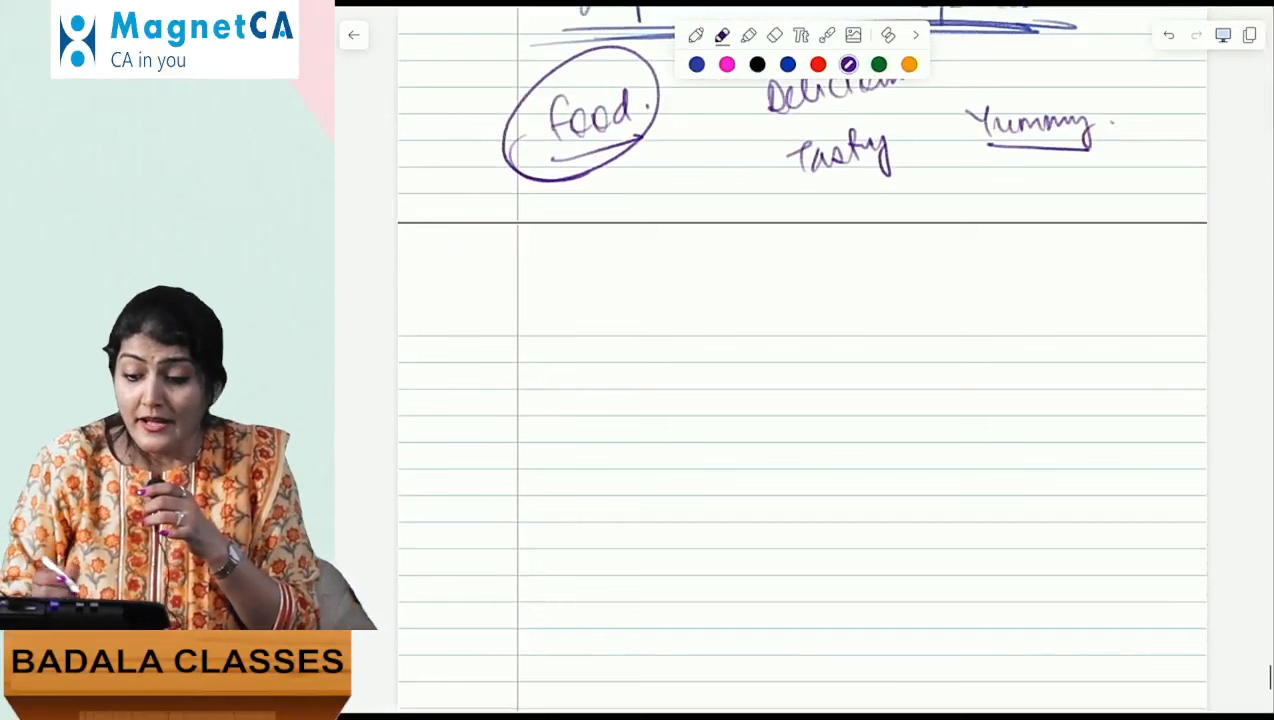 MagnetCA
CA in you
Food.
Yummy.
Tasty
BADALA CLASSES